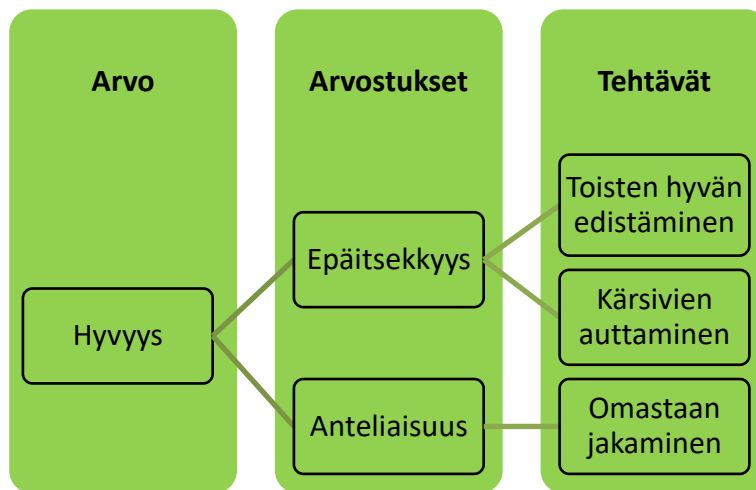 Arvo
Arvostukset
Tehtävät
Hyvyys
Epäitsekkyys
Anteliaisuus
Toisten hyvän
edistäminen
Kärsivien
auttaminen
Omastaan
jakaminen